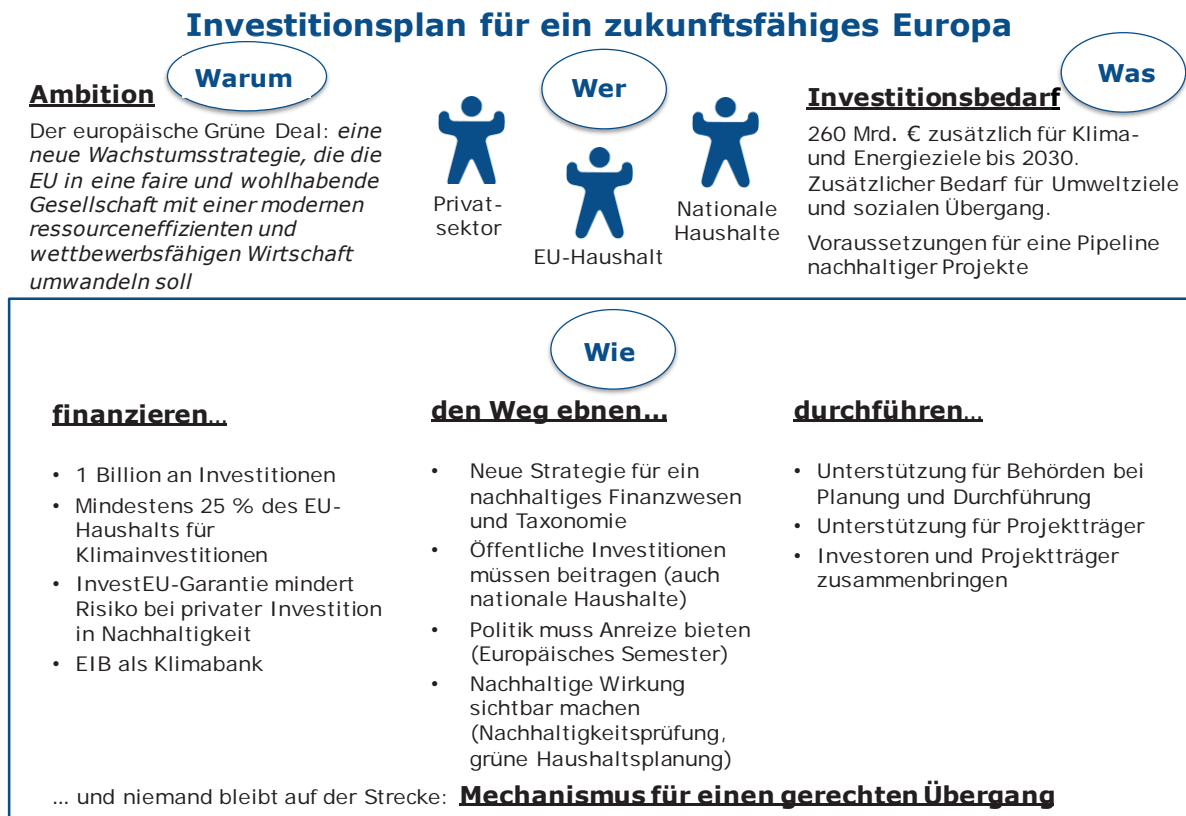 Investitionsplan für ein zukunftsfähiges Europa
Warum
Ambition
Der europäische Grüne Deal: eine
neue Wachstumsstrategie, die die
EU in eine faire und wohlhabende
Gesellschaft mit einer modernen
ressourceneffizienten und
wettbewerbsfähigen Wirtschaft
umwandeln soll
Wer
Privat-
sektor
EU-Haushalt
Nationale
Haushalte
Was
Investitionsbedarf
260 Mrd. € zusätzlich für Klima-
und Energieziele bis 2030.
Zusätzlicher Bedarf für Umweltziele
und sozialen Übergang.
Voraussetzungen für eine Pipeline
nachhaltiger Projekte
Wie
finanzieren...
• 1 Billion an Investitionen
• Mindestens 25 % des EU-
Haushalts für
Klimainvestitionen
• InvestEU-Garantie mindert
Risiko bei privater Investition
in Nachhaltigkeit
• EIB als Klimabank
den Weg ebnen...
• Neue Strategie für ein
nachhaltiges Finanzwesen
und Taxonomie
• Öffentliche Investitionen
müssen beitragen (auch
nationale Haushalte)
• Politik muss Anreize bieten
(Europäisches Semester)
• Nachhaltige Wirkung
sichtbar machen
(Nachhaltigkeitsprüfung,
grüne Haushaltsplanung)
durchführen...
• Unterstützung für Behörden bei
Planung und Durchführung
• Unterstützung für Projektträger
• Investoren und Projektträger
zusammenbringen
... und niemand bleibt auf der Strecke: Mechanismus für einen gerechten Übergang